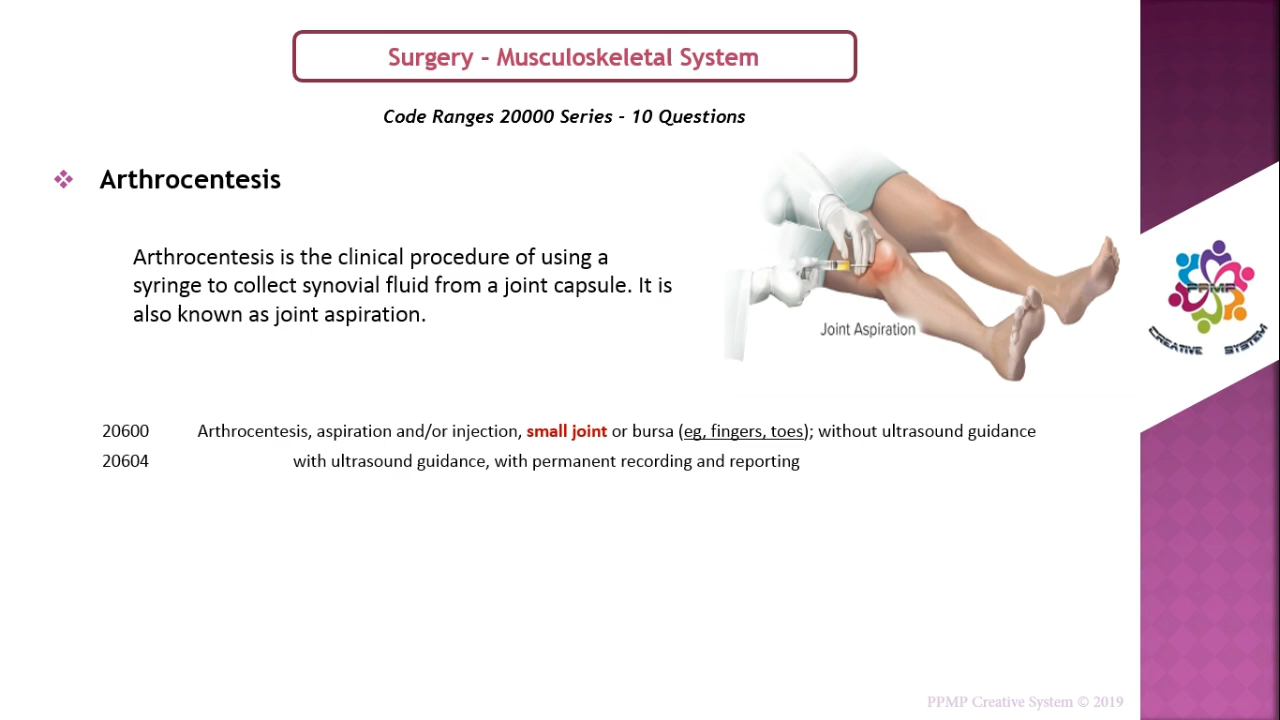 Surgery - Musculoskeletal System
Code Ranges 20000 Series - 10 Questions
Arthrocentesis
Arthrocentesis is the clinical procedure of using a
syringe to collect synovial fluid from a joint capsule. It is
also known as joint aspiration.
Joint Aspiration
PPMP
CREATIVE SYSTEM
20600 Arthrocentesis, aspiration and/or injection, small joint or bursa (eg, fingers, toes); without ultrasound guidance
20604 with ultrasound guidance, with permanent recording and reporting
PPMP Creative System © 2019